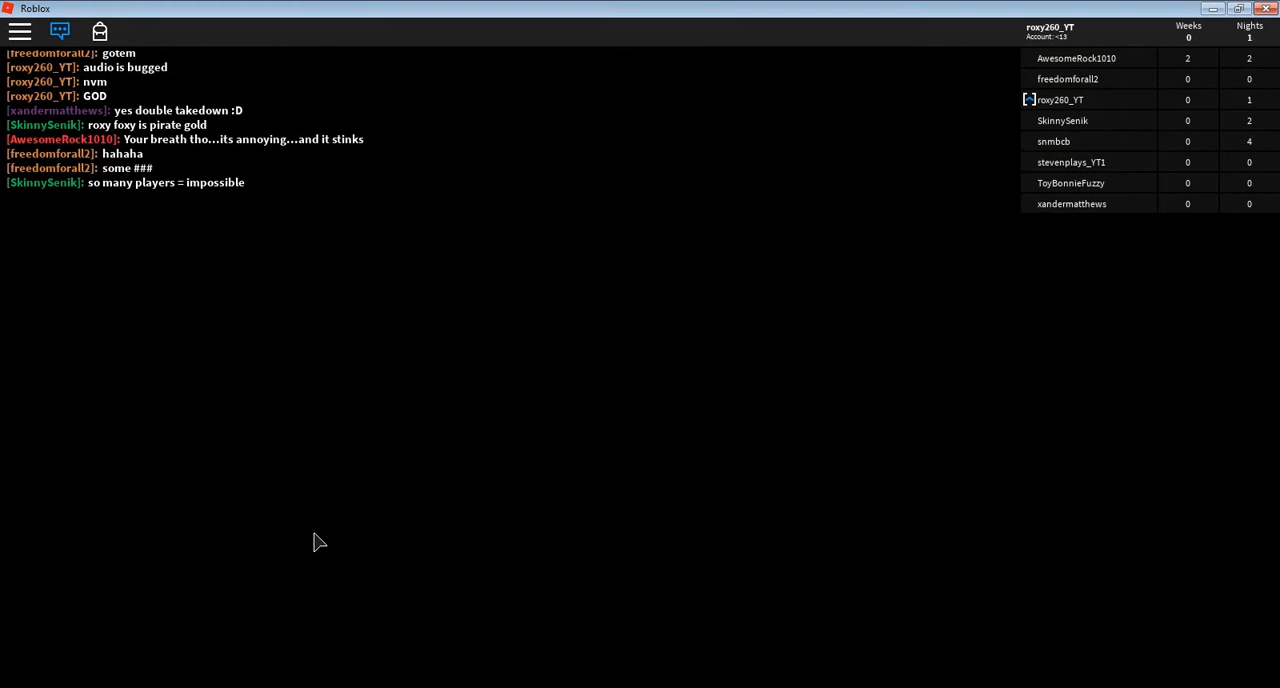 Roblox
roxy260_YT
Account: <13
Weeks
0
Nights
1
[freedomforall2]: gotem
[roxy260_YT]: audio is bugged
[roxy260_YT]: nvm
[roxy260_YT]: GOD
[xandermatthews]: yes double takedown :D
[SkinnySenik]: roxy foxy is pirate gold
[AwesomeRock1010]: Your breath tho...its annoying...and it stinks
[freedomforall2]: hahaha
[freedomforall2]: some ###
[SkinnySenik]: so many players = impossible
AwesomeRock1010 2 2
freedomforall2 0 0
roxy260_YT 0 1
SkinnySenik 0 2
snmbcb 0 4
stevenplays_YT1 0 0
ToyBonnieFuzzy 0 0
xandermatthews 0 0